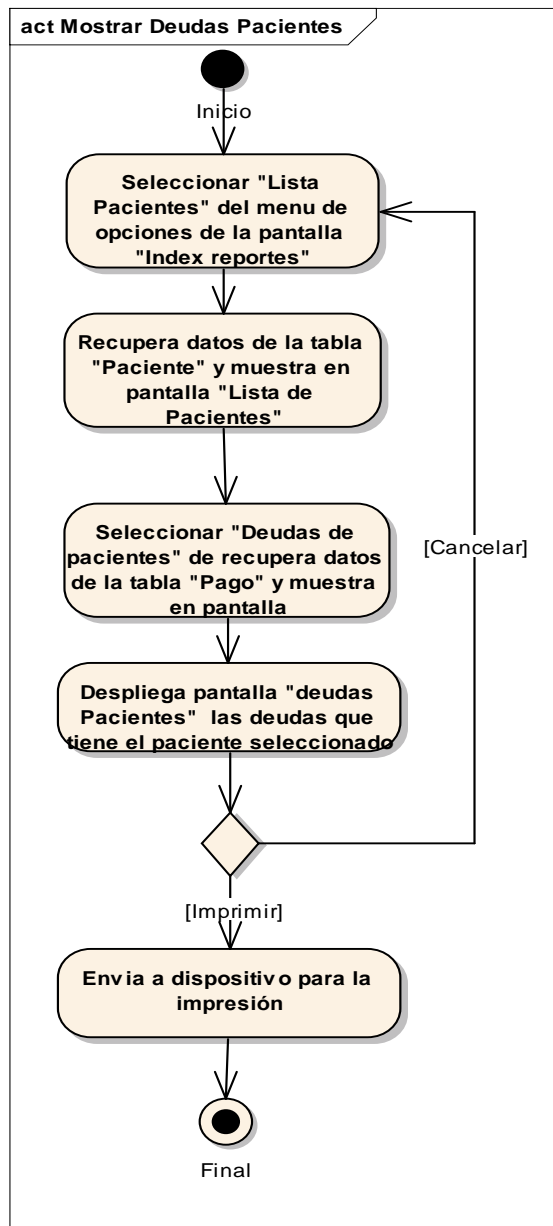 act Mostrar Deudas Pacientes
Inicio
Seleccionar "Lista
Pacientes" del menu de
opciones de la pantalla
"Index reportes"
Recupera datos de la tabla
"Paciente" y muestra en
pantalla "Lista de
Pacientes"
Seleccionar "Deudas de
pacientes" de recupera datos
de la tabla "Pago" y muestra
en pantalla
[Cancelar]
Despliega pantalla "deudas
Pacientes" las deudas que
tiene el paciente seleccionado
[Imprimir]
Envia a dispositivo para la
impresión
Final